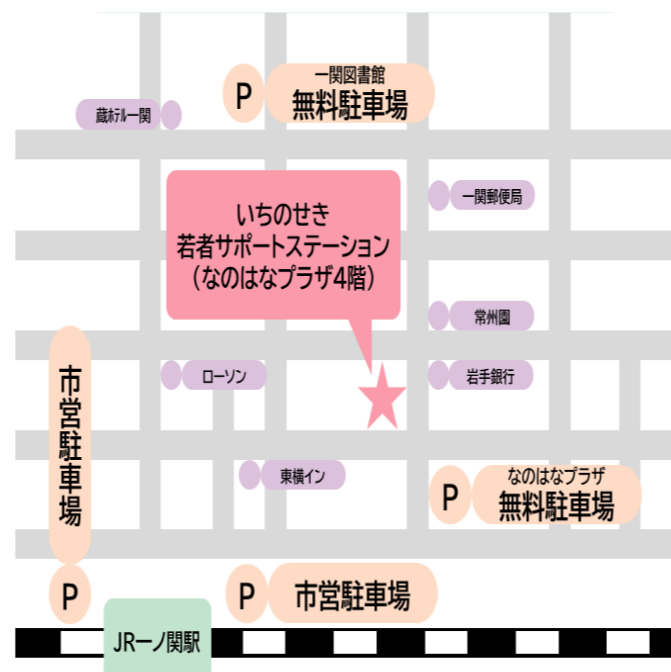 P
一関図書館
無料駐車場
蔵ホテル一関
いちのせき
若者サポートステーション
(なのはなプラザ4階)
一関郵便局
常州園
ローソン
岩手銀行
市営駐車場
P
東横イン
P
なのはなプラザ
無料駐車場
P
市営駐車場
JR一ノ関駅